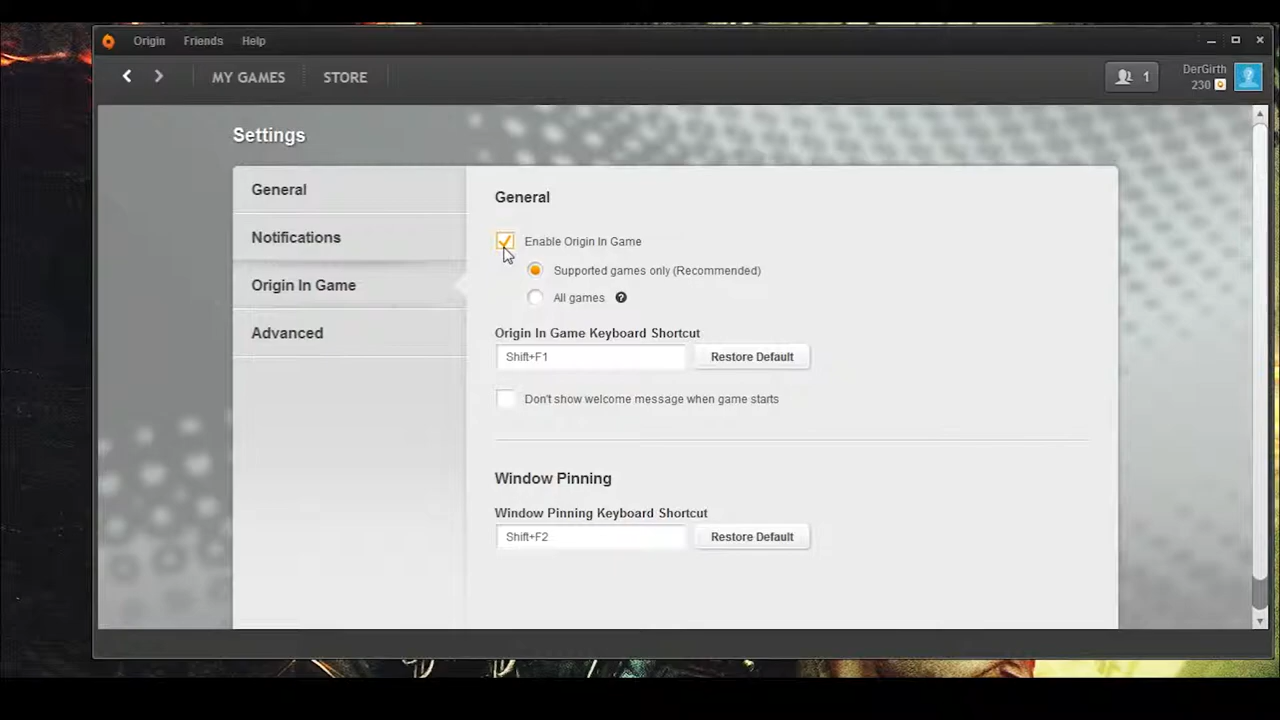 Origin Friends Help
MY GAMES STORE
1
DerGirth
230
Settings
General
Notifications
Origin In Game
Advanced
General
Enable Origin In Game
Supported games only (Recommended)
All games ?
Origin In Game Keyboard Shortcut
Shift+F1 Restore Default
Don't show welcome message when game starts
Window Pinning
Window Pinning Keyboard Shortcut
Shift+F2 Restore Default